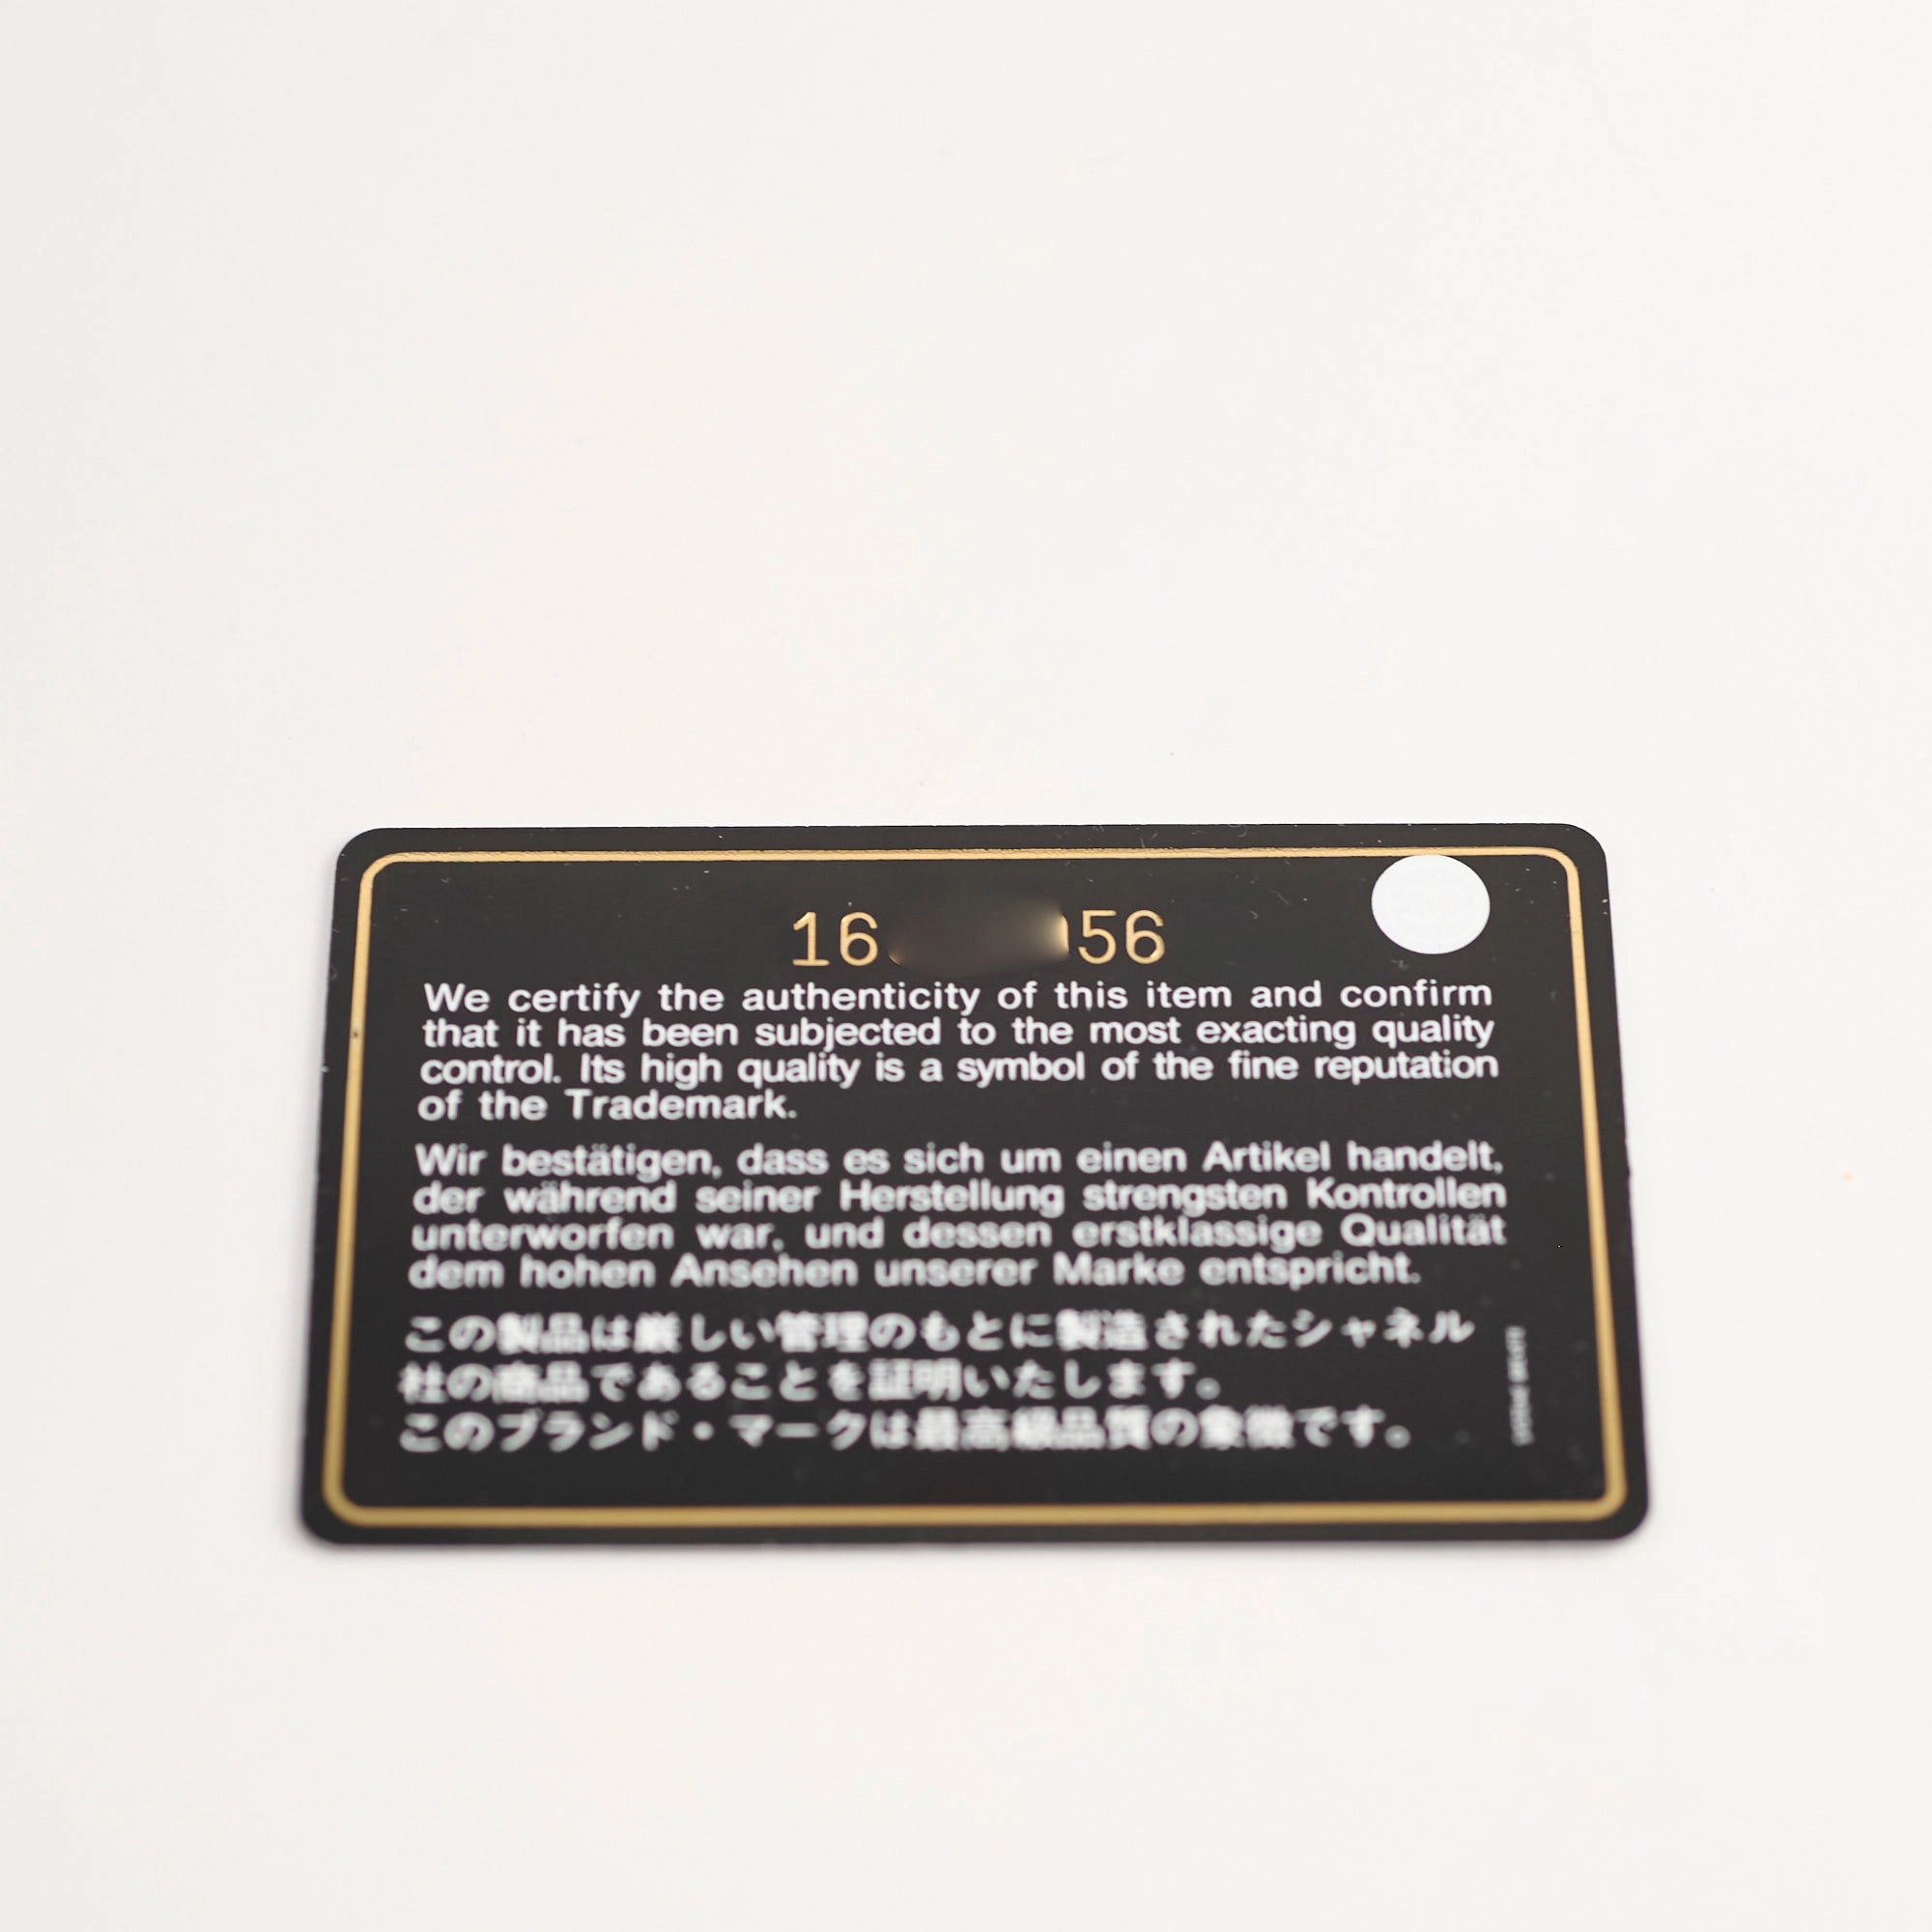 16 56
We certify the authenticity of this item and confirm
that it has been subjected to the most exacting quality
control. Its high quality is a symbol of the fine reputation
of the Trademark.
Wir bestätigen, dass es sich um einen Artikel handelt,
der während seiner Herstellung strengsten Kontrollen
unterworfen war, und dessen erstklassige Qualität
dem hohen Ansehen unserer Marke entspricht.
この製品は厳しい管理のもとに製造されたシャネル
社の商品であることを証明いたします。
このブランド・マークは最高級品質の象徴です。